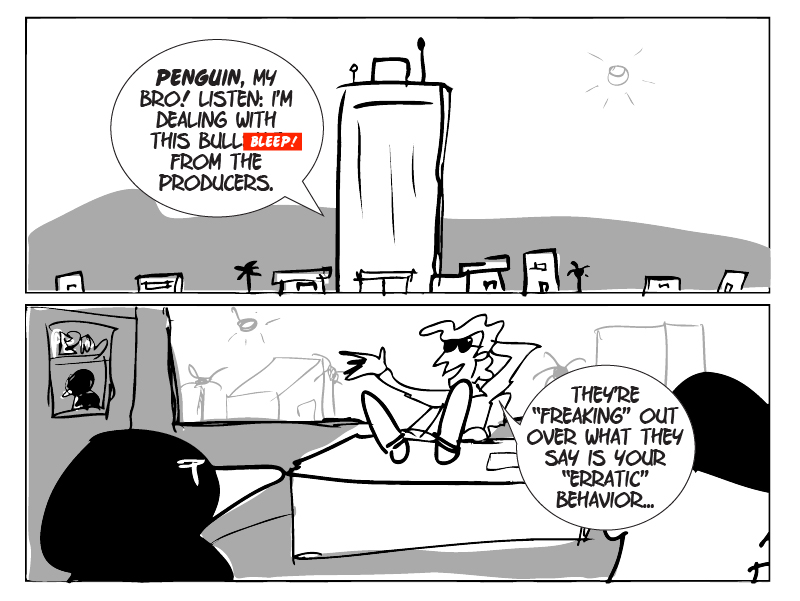 PENGUIN, MY
BRO! LISTEN: I'M
DEALING WITH
THIS BULL BLEEP!
FROM THE
PRODUCERS.
THEY'RE
"FREAKING" OUT
OVER WHAT THEY
SAY IS YOUR
"ERRATIC"
BEHAVIOR...